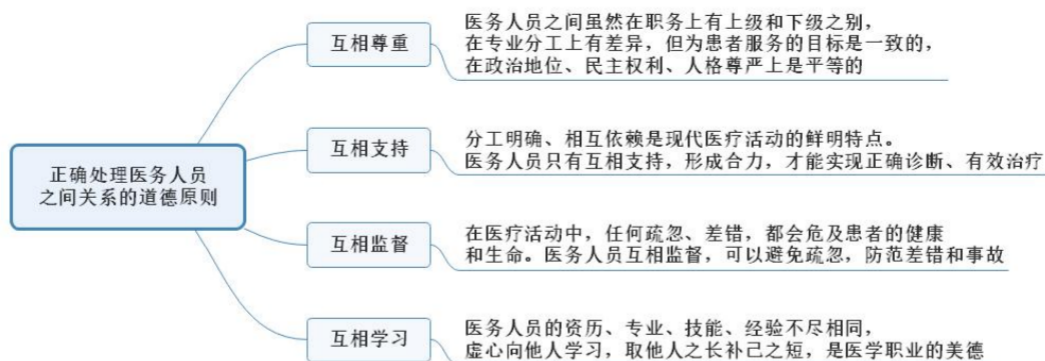 正确处理医务人员
之间关系的道德原则
互相尊重
医务人员之间虽然在职务上有上级和下级之别，
在专业分工上有差异，但为患者服务的目标是一致的，
在政治地位、民主权利、人格尊严上是平等的
互相支持
分工明确、相互依赖是现代医疗活动的鲜明特点。
医务人员只有互相支持，形成合力，才能实现正确诊断、有效治疗
互相监督
在医疗活动中，任何疏忽、差错，都会危及患者的健康
和生命。医务人员互相监督，可以避免疏忽，防范差错和事故
互相学习
医务人员的资历、专业、技能、经验不尽相同，
虚心向他人学习，取他人之长补己之短，是医学职业的美德